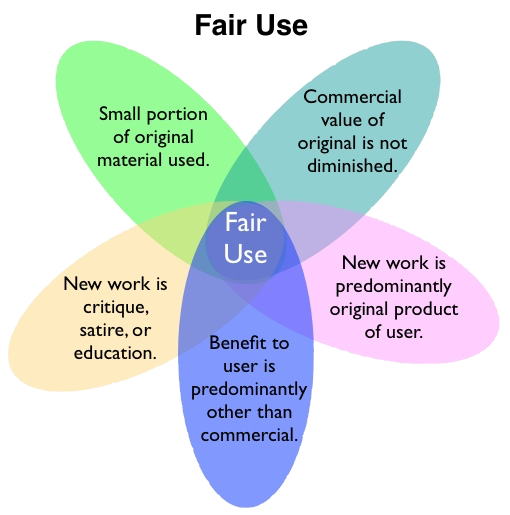 Fair Use
Small portion
of original
material used.
Commercial
value of
original is not
diminished.
Fair
Use
New work is
critique,
satire, or
education.
New work is
predominantly
original product
of user.
Benefit to
user is
predominantly
other than
commercial.